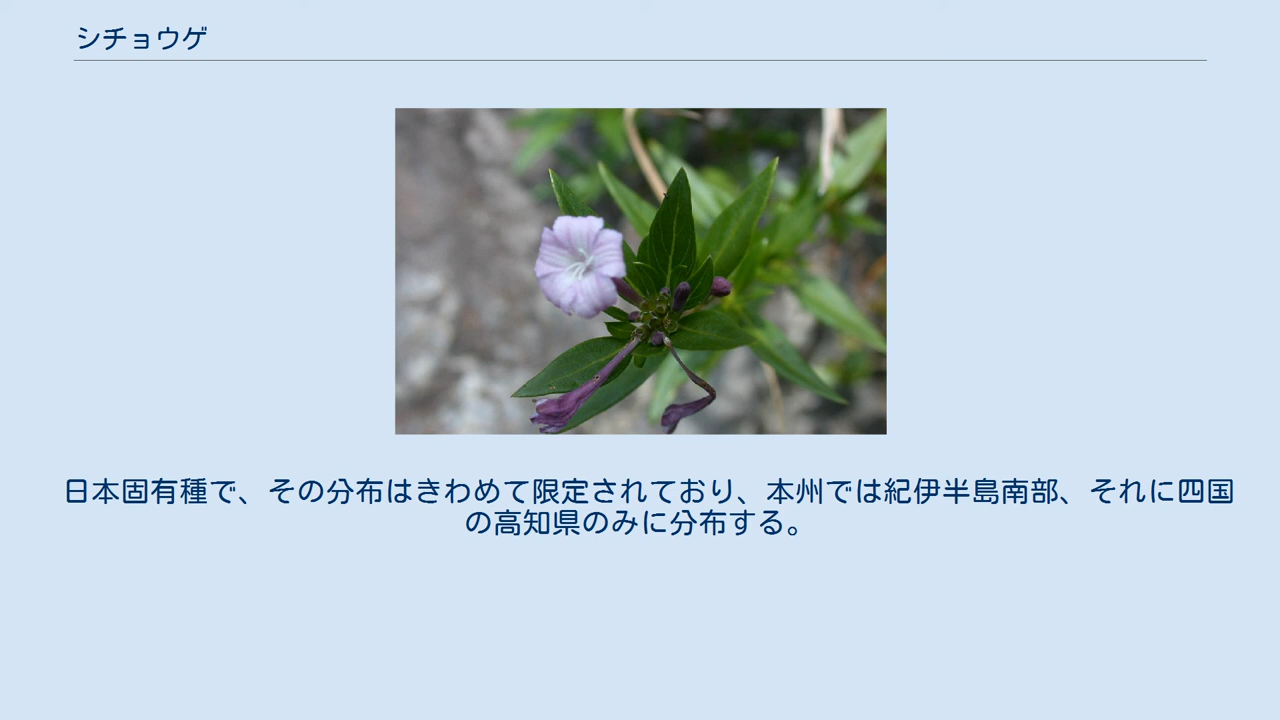 シチョウゲ
日本固有種で、その分布はきわめて限定されており、本州では紀伊半島南部、それに四国
の高知県のみに分布する。